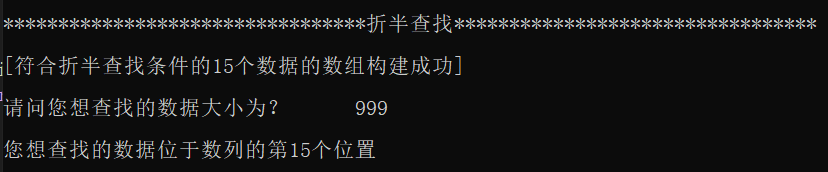 *********************************折半查找*********************************
[符合折半查找条件的15个数据的数组构建成功]
请问您想查找的数据大小为？ 999
您想查找的数据位于数列的第15个位置